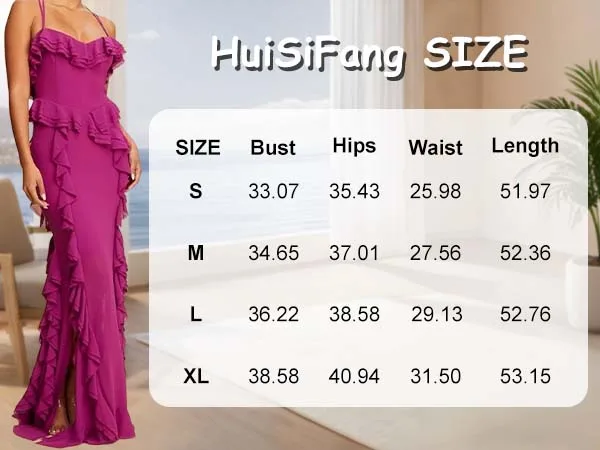 HuiSiFang SIZE
SIZE Bust Hips Waist Length
S 33.07 35.43 25.98 51.97
M 34.65 37.01 27.56 52.36
L 36.22 38.58 29.13 52.76
XL 38.58 40.94 31.50 53.15